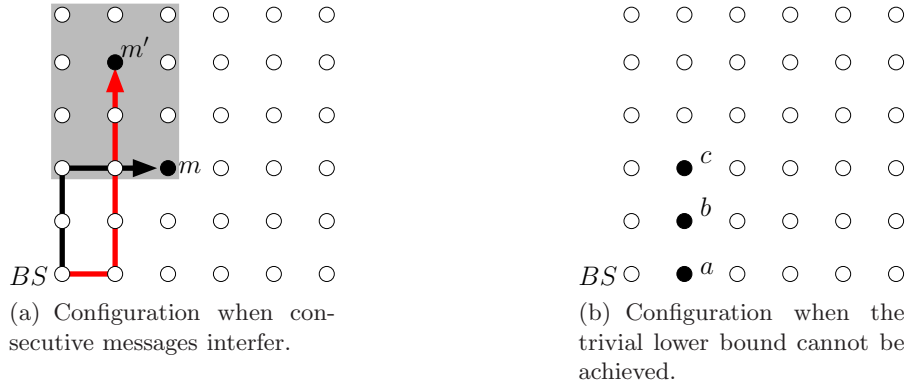 m′
m
BS
(a) Configuration when con-
secutive messages interfer.
c
b
a
BS
(b) Configuration when the
trivial lower bound cannot be
achieved.